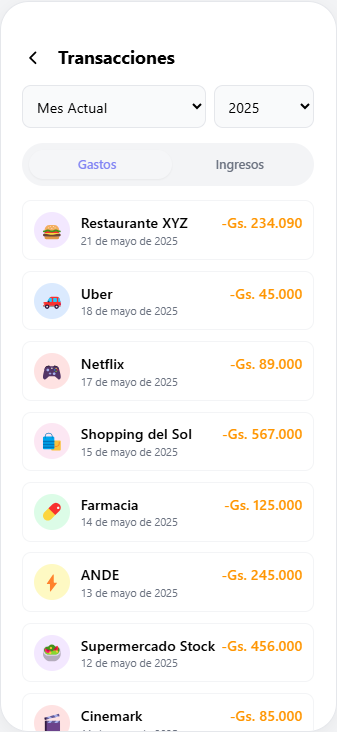 Transacciones
Mes Actual
2025
Gastos
Ingresos
Restaurante XYZ -Gs. 234.090
21 de mayo de 2025
Uber -Gs. 45.000
18 de mayo de 2025
Netflix -Gs. 89.000
17 de mayo de 2025
Shopping del Sol -Gs. 567.000
15 de mayo de 2025
Farmacia -Gs. 125.000
14 de mayo de 2025
ANDE -Gs. 245.000
13 de mayo de 2025
Supermercado Stock -Gs. 456.000
12 de mayo de 2025
Cinemark -Gs. 85.000